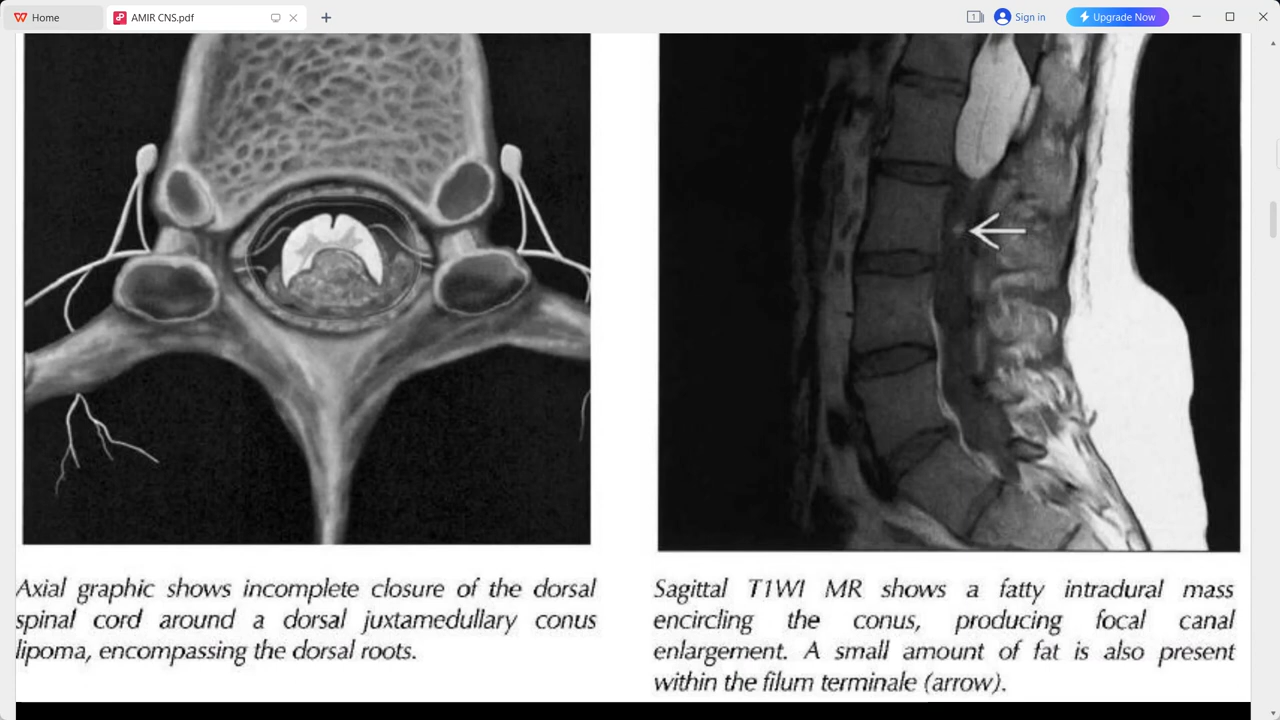 Home
AMIR CNS.pdf
1
Sign in
Upgrade Now
Axial graphic shows incomplete closure of the dorsal
spinal cord around a dorsal juxtamedullary conus
lipoma, encompassing the dorsal roots.
Sagittal T1WI MR shows a fatty intradural mass
encircling the conus, producing focal canal
enlargement. A small amount of fat is also present
within the filum terminale (arrow).